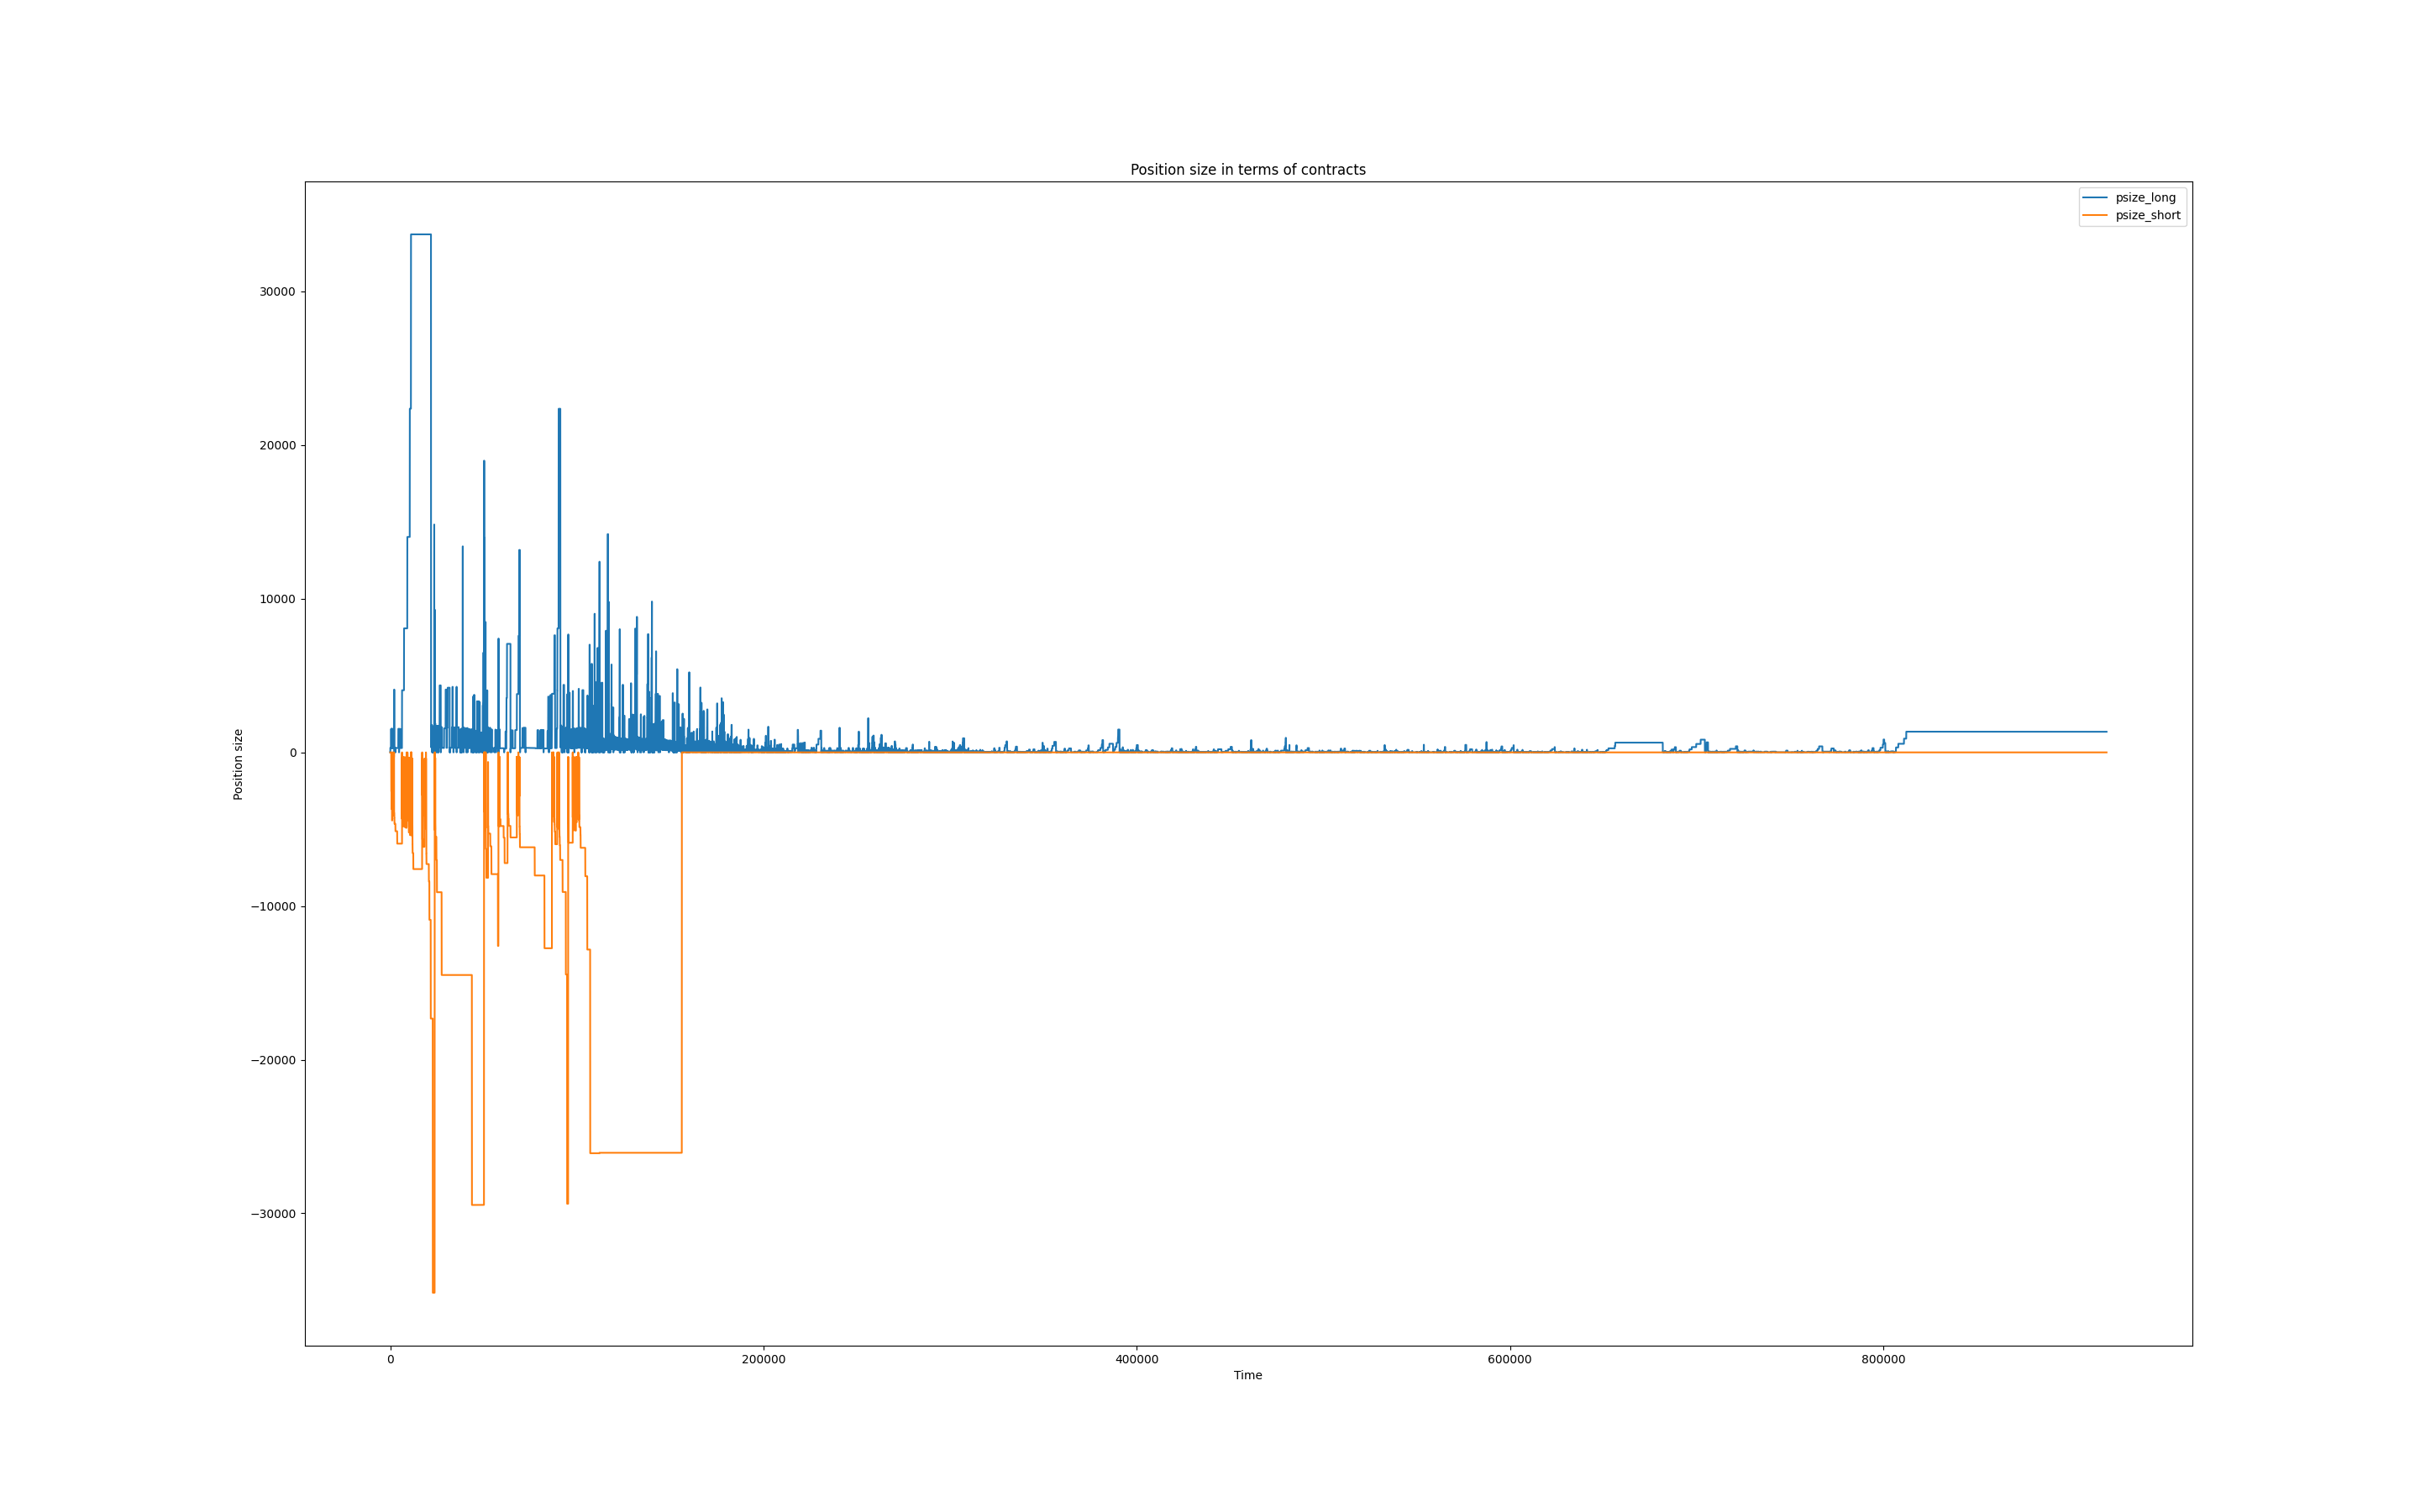 Position size in terms of contracts
psize_long
psize_short
30000
20000
10000
0
−10000
−20000
−30000
Position size
0
200000
400000
600000
800000
Time